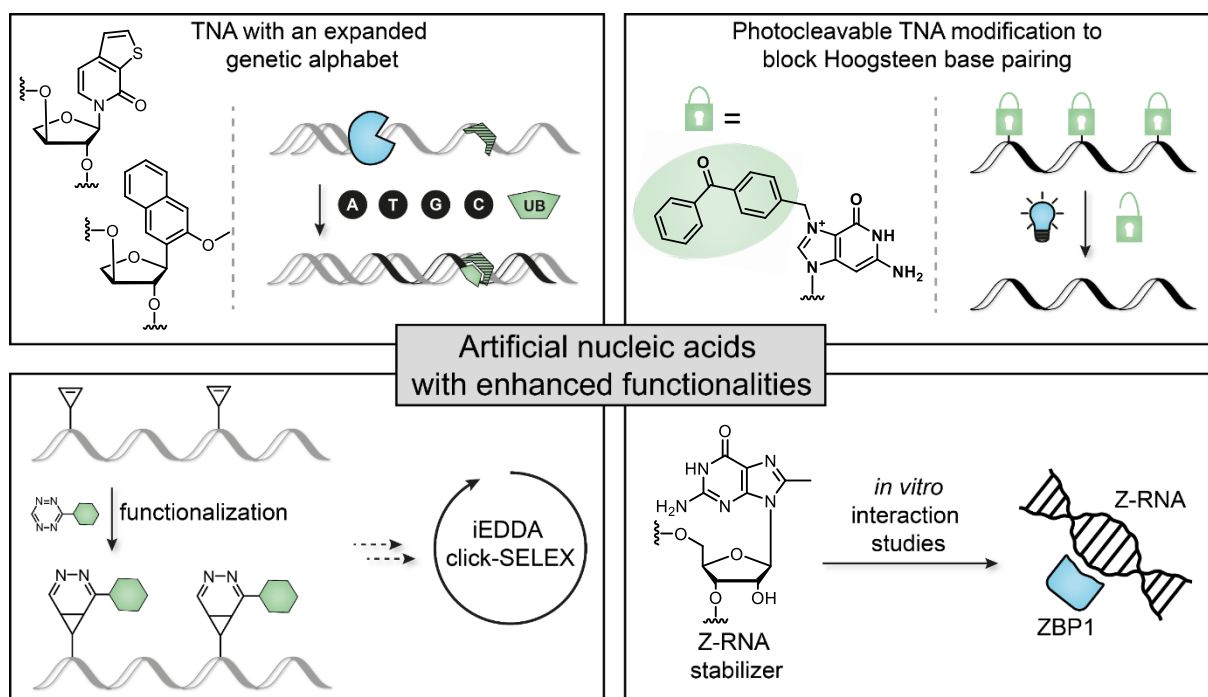 TNA with an expanded
genetic alphabet
S
O
N
O
O
O
O
O
O
A T G C UB
Photocleavable TNA modification to
block Hoogsteen base pairing
=
O
N+
O
NH
N
NH2
Artificial nucleic acids
with enhanced functionalities
N N
N N
functionalization
N N
N N
iEDDA
click-SELEX
O
HN
N
H2N
N
N
O
O
O OH
Z-RNA
stabilizer
in vitro
interaction
studies
Z-RNA
ZBP1